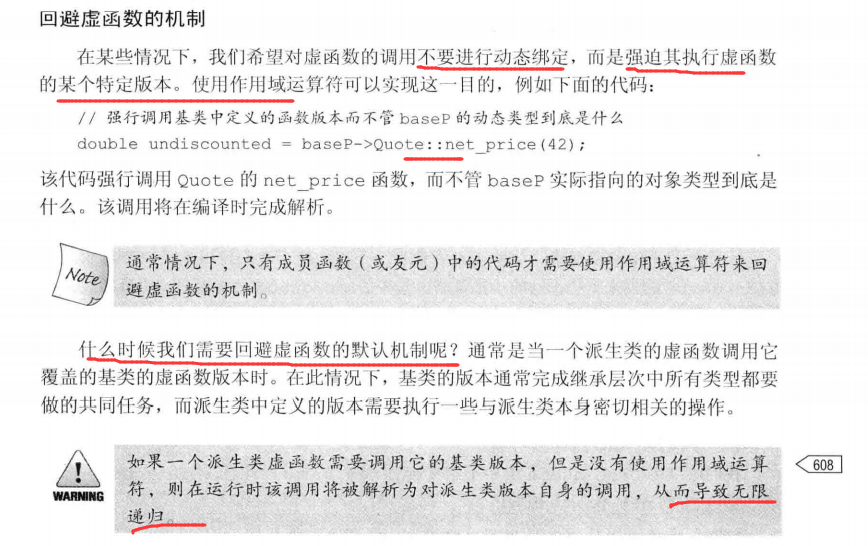 回避虚函数的机制
在某些情况下，我们希望对虚函数的调用不要进行动态绑定，而是强迫其执行虚函数
的某个特定版本。使用作用域运算符可以实现这一目的，例如下面的代码：
// 强行调用基类中定义的函数版本而不管 baseP 的动态类型到底是什么
double undiscounted = baseP->Quote::net_price(42);
该代码强行调用 Quote 的 net_price 函数，而不管 baseP 实际指向的对象类型到底是
什么。该调用将在编译时完成解析。
Note
通常情况下，只有成员函数（或友元）中的代码才需要使用作用域运算符来回
避虚函数的机制。
什么时候我们需要回避虚函数的默认机制呢？通常是当一个派生类的虚函数调用它
覆盖的基类的虚函数版本时。在此情况下，基类的版本通常完成继承层次中所有类型都要
做的共同任务，而派生类中定义的版本需要执行一些与派生类本身密切相关的操作。
WARNING
如果一个派生类虚函数需要调用它的基类版本，但是没有使用作用域运算
符，则在运行时该调用将被解析为对派生类版本自身的调用，从而导致无限
递归。
608